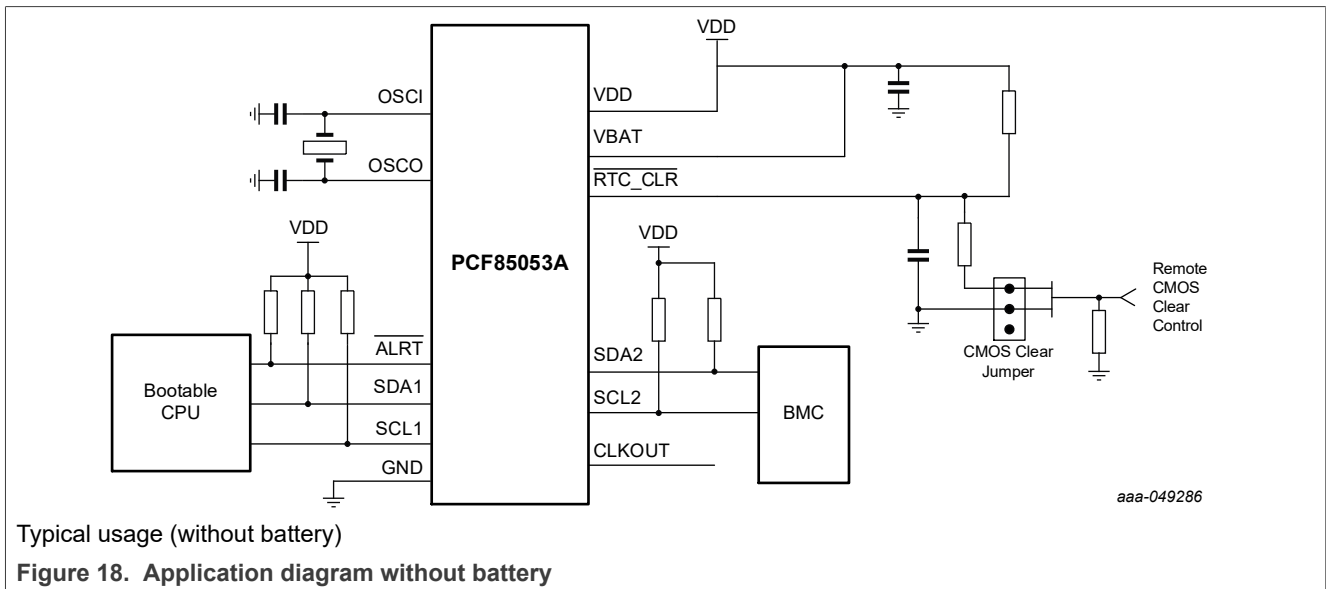 VDD
OSCI
VDD
VBAT
OSCO
RTC_CLR
VDD
VDD
PCF85053A
Remote
CMOS
Clear
Control
ALRT
SDA2
CMOS Clear
Jumper
Bootable
CPU
SDA1
SCL2
BMC
SCL1
CLKOUT
GND
aaa-049286
Typical usage (without battery)
Figure 18. Application diagram without battery